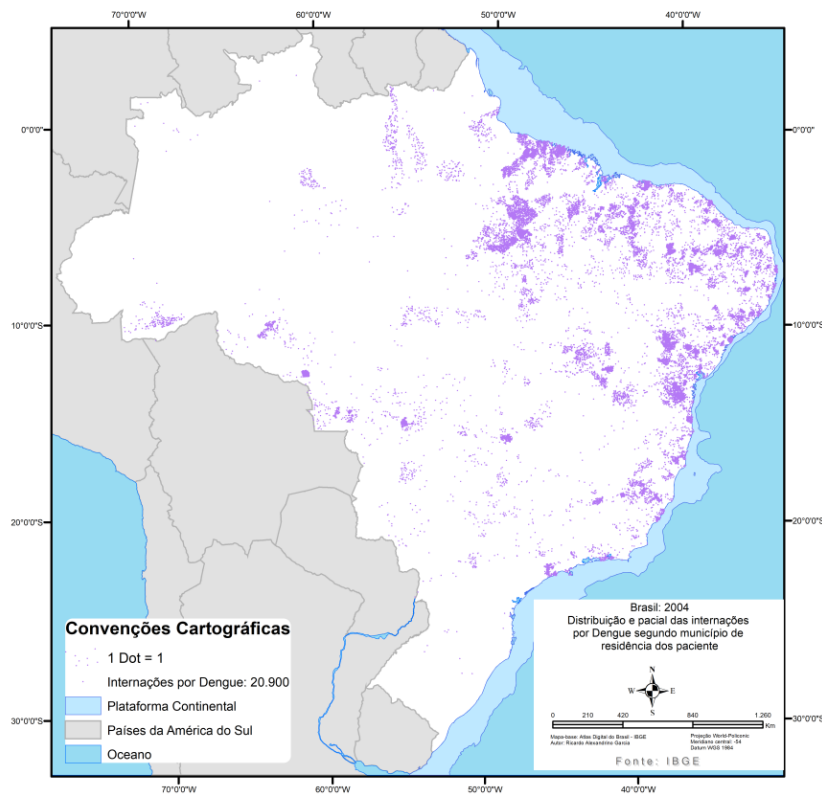 70°0'0"W 60°0'0"W 50°0'0"W 40°0'0"W
0°0'0" 0°0'0"
10°0'0"S 10°0'0"S
20°0'0"S 20°0'0"S
30°0'0"S 30°0'0"S
Convenções Cartográficas
1 Dot = 1
Internações por Dengue: 20.900
Plataforma Continental
Países da América do Sul
Oceano
Brasil: 2004
Distribuição e pacial das internações
por Dengue segundo município de
residência dos paciente
N
W E
S
0 210 420 840 1.260
Km
Mapa-base: Atlas Digital do Brasil - IBGE
Autor: Ricardo Alexandrino Garcia
Projeção World-Policonic
Meridiana central: -54
Datum WGS 1984
Fonte: IBGE
70°0'0"W 60°0'0"W 50°0'0"W 40°0'0"W